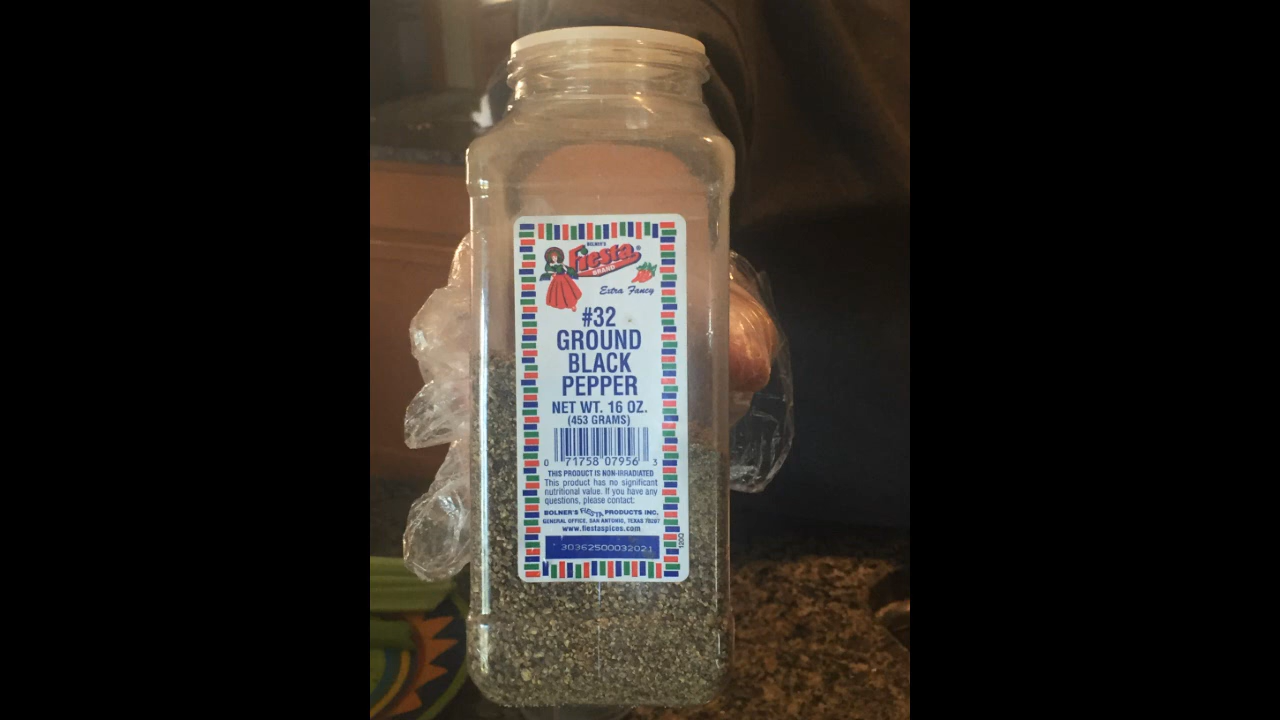 BOLNER'S
Fiesta®
BRAND
Extra Fancy
#32
GROUND
BLACK
PEPPER
NET WT. 16 OZ.
(453 GRAMS)
0 71758 07956 3
THIS PRODUCT IS NON-IRRADIATED
This product has no significant
nutritional value. If you have any
questions, please contact:
BOLNER'S FIESTA PRODUCTS INC.
GENERAL OFFICE, SAN ANTONIO, TEXAS 78207
www.fiestaspices.com
30362500032021